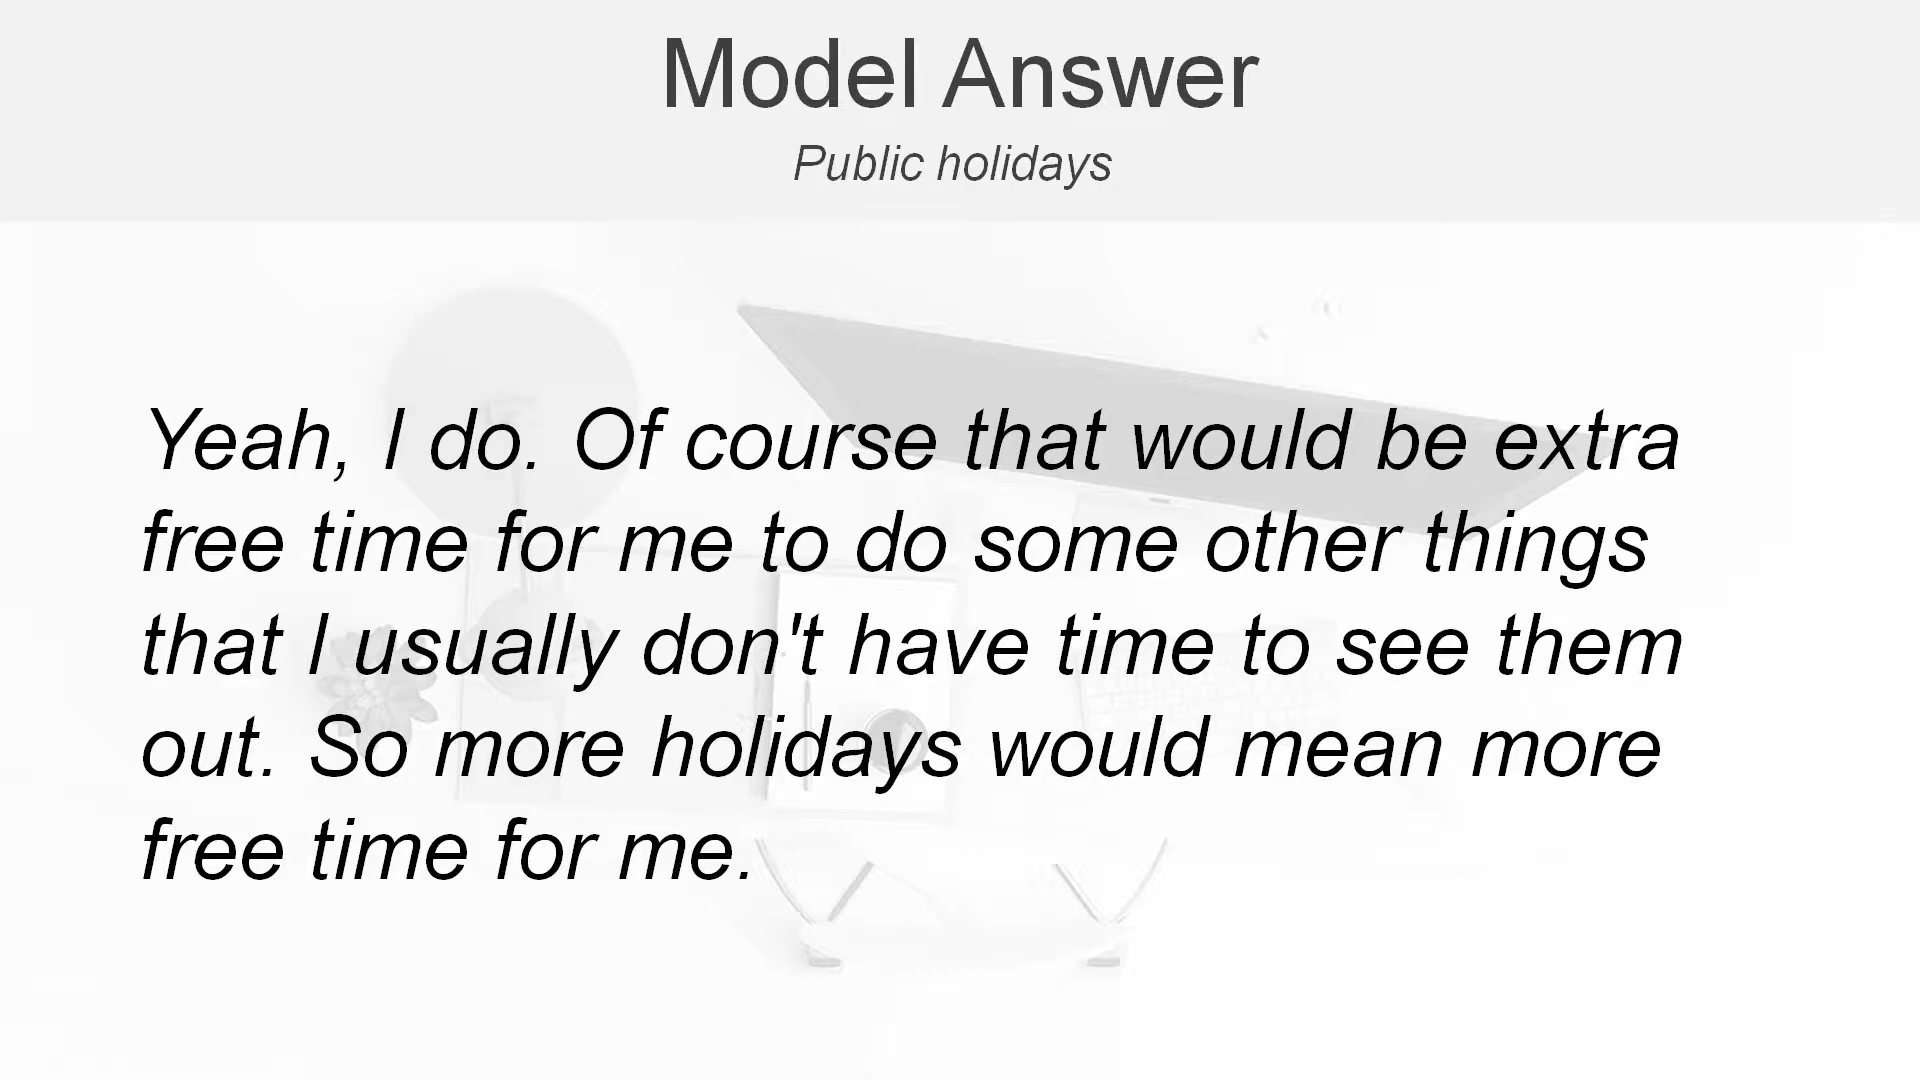 Model Answer
Public holidays
Yeah, I do. Of course that would be extra
free time for me to do some other things
that I usually don't have time to see them
out. So more holidays would mean more
free time for me.